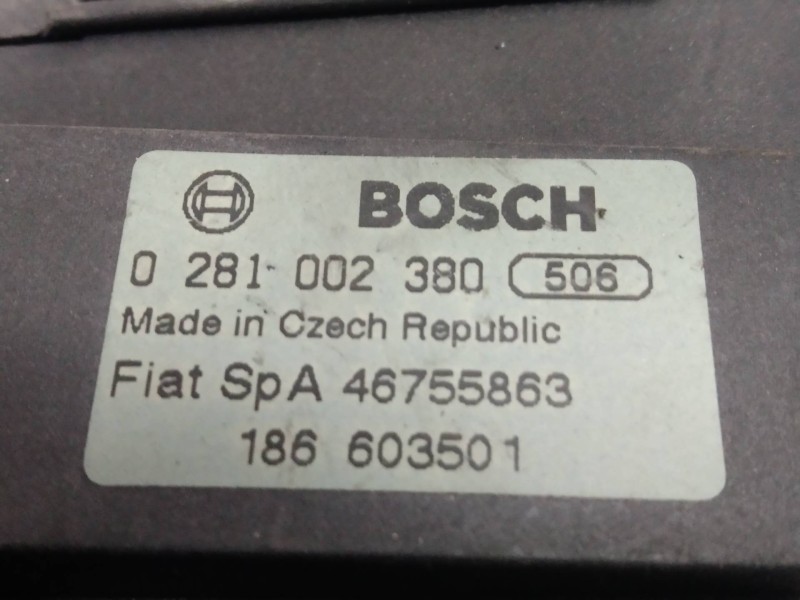 BOSCH
0 281 002 380 506
Made in Czech Republic
Fiat SpA 46755863
186 603501